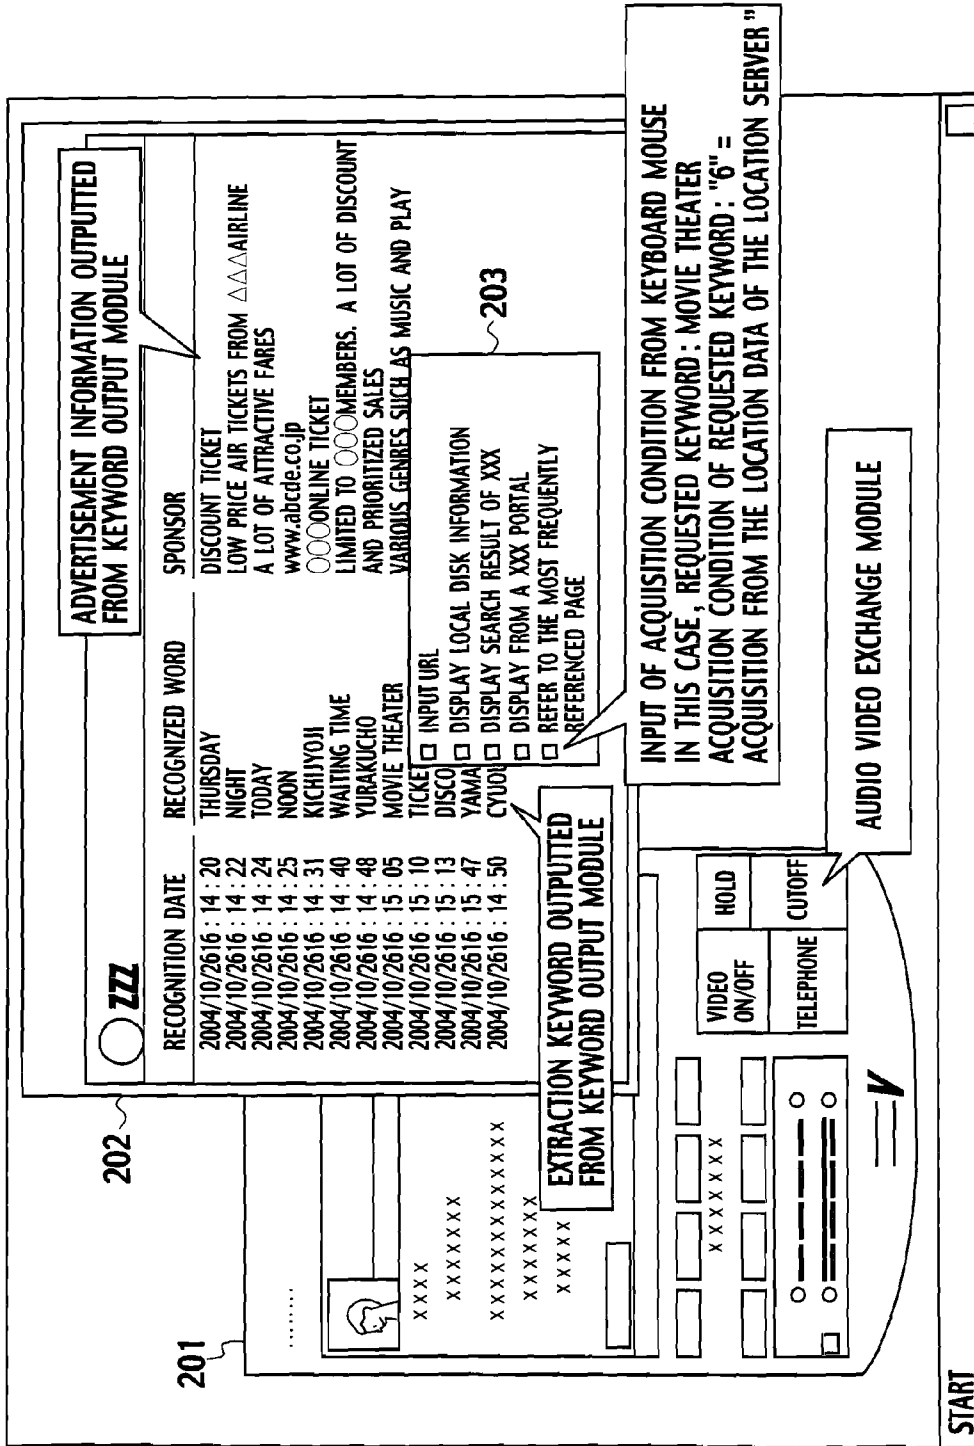 ADVERTISEMENT INFORMATION OUTPUTTED
FROM KEYWORD OUTPUT MODULE
202
ZZZ
RECOGNITION DATE RECOGNIZED WORD SPONSOR
2004/10/2616 : 14 : 20 THURSDAY
2004/10/2616 : 14 : 22 NIGHT
2004/10/2616 : 14 : 24 TODAY
2004/10/2616 : 14 : 25 NOON
2004/10/2616 : 14 : 31 KICHIJYOJI
2004/10/2616 : 14 : 40 WAITING TIME
2004/10/2616 : 14 : 48 YURAKUCHO
2004/10/2616 : 15 : 05 MOVIE THEATER
2004/10/2616 : 15 : 10 TICKE
2004/10/2616 : 15 : 13 DISCO
2004/10/2616 : 15 : 47 YAMA
2004/10/2616 : 14 : 50 CYUO
DISCOUNT TICKET
LOW PRICE AIR TICKETS FROM △△△AIRLINE
A LOT OF ATTRACTIVE FARES
www.abcde.co.jp
○○○ONLINE TICKET
LIMITED TO ○○○MEMBERS. A LOT OF DISCOUNT
AND PRIORITIZED SALES
VARIOUS GENRES SUCH AS MUSIC AND PLAY
203
□ INPUT URL
□ DISPLAY LOCAL DISK INFORMATION
□ DISPLAY SEARCH RESULT OF XXX
□ DISPLAY FROM A XXX PORTAL
□ REFER TO THE MOST FREQUENTLY
REFERENCED PAGE
EXTRACTION KEYWORD OUTPUTTED
FROM KEYWORD OUTPUT MODULE
INPUT OF ACQUISITION CONDITION FROM KEYBOARD MOUSE
IN THIS CASE, REQUESTED KEYWORD : MOVIE THEATER
ACQUISITION CONDITION OF REQUESTED KEYWORD : "6" =
ACQUISITION FROM THE LOCATION DATA OF THE LOCATION SERVER "
201
........
X X X X
X X X X X X X
X X X X X X X X X X X
X X X X X X X
X X X X X
X X X X X X X
VIDEO
ON/OFF
HOLD
TELEPHONE
CUTOFF
AUDIO VIDEO EXCHANGE MODULE
V
START